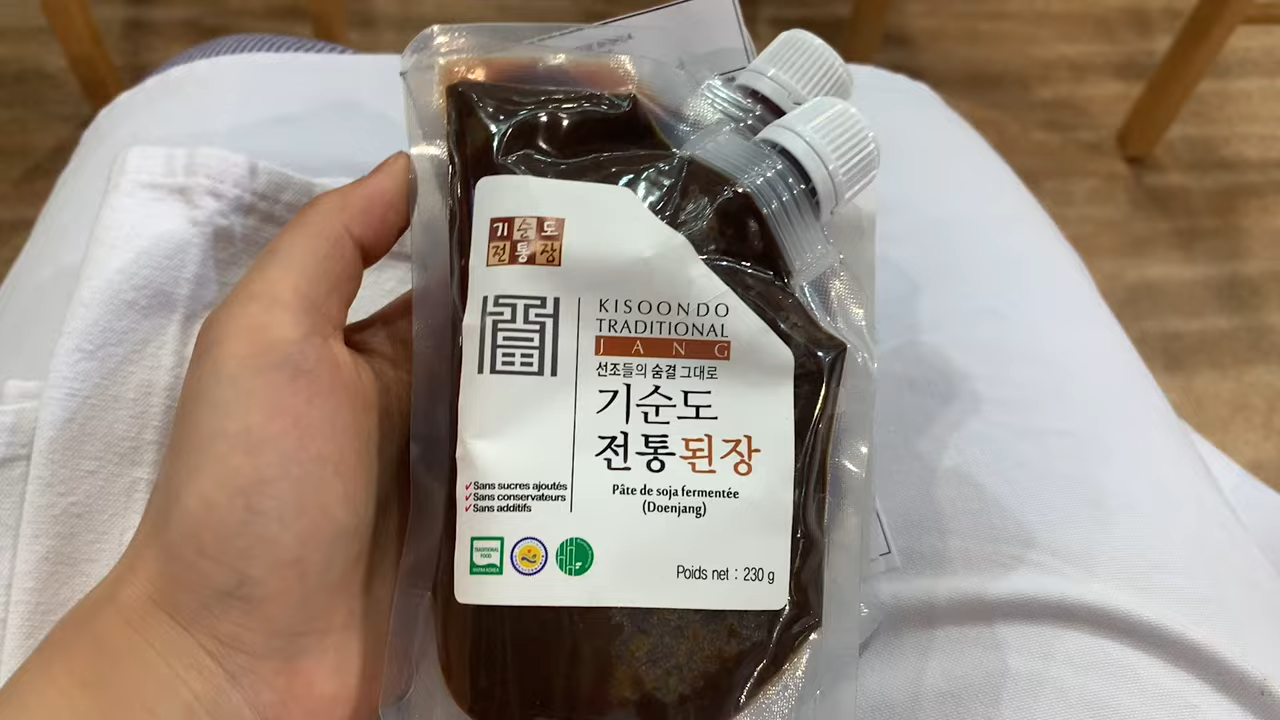 기순도
전통장
KISOONDO
TRADITIONAL
JANG
선조들의 숨결 그대로
기순도
전통된장
Pâte de soja fermentée
(Doenjang)
✓Sans sucres ajoutés
✓Sans conservateurs
✓Sans additifs
TRADITIONAL
FOOD
Poids net : 230 g